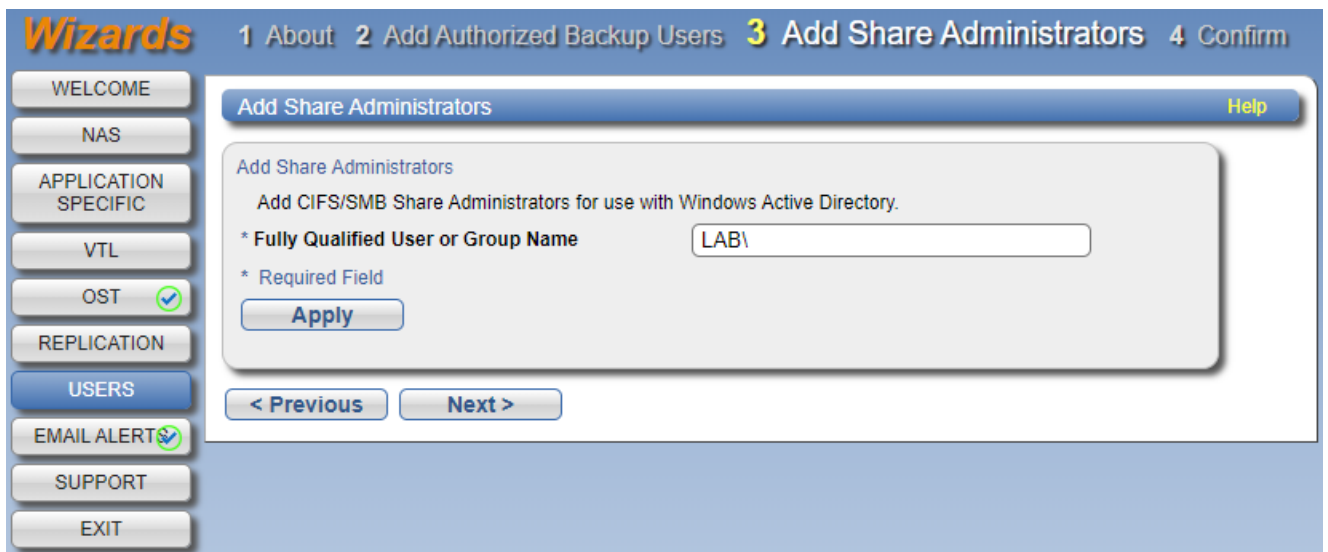 Wizards 1 About 2 Add Authorized Backup Users 3 Add Share Administrators 4 Confirm
WELCOME
NAS
APPLICATION
SPECIFIC
VTL
OST
REPLICATION
USERS
EMAIL ALERTS
SUPPORT
EXIT
Add Share Administrators Help
Add Share Administrators
Add CIFS/SMB Share Administrators for use with Windows Active Directory.
* Fully Qualified User or Group Name LAB\
* Required Field
Apply
< Previous Next >